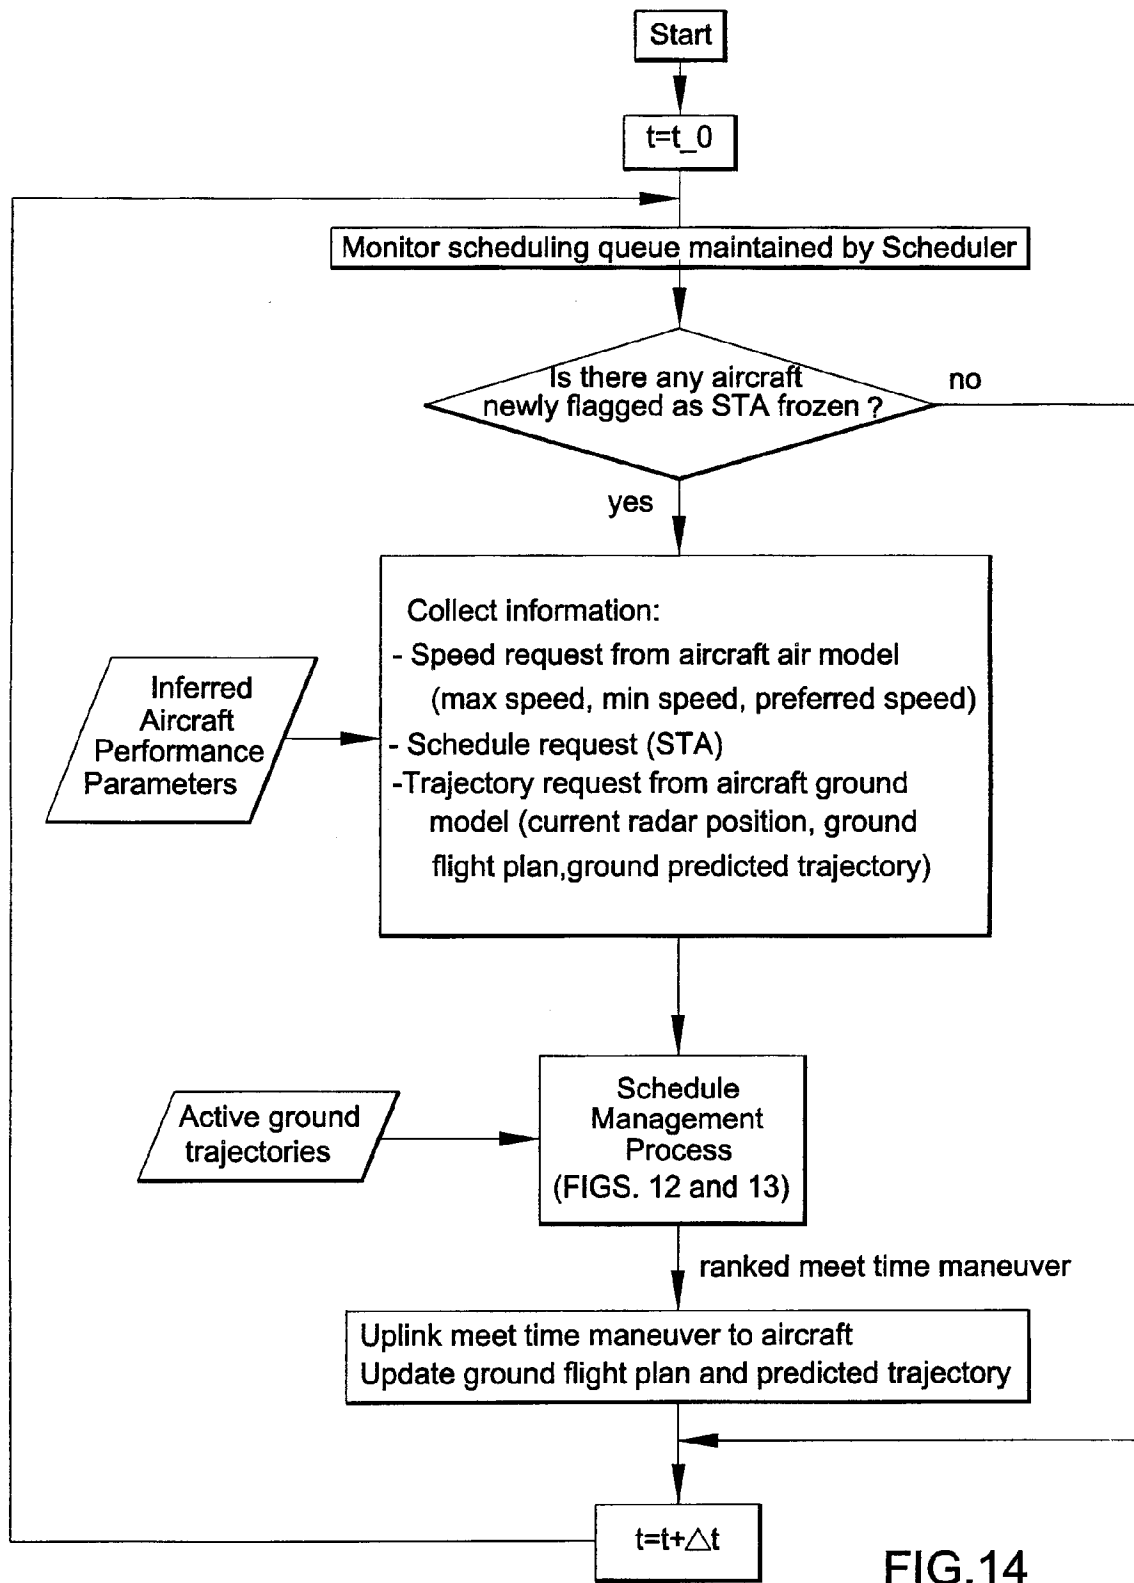 Start
t=t_0
Monitor scheduling queue maintained by Scheduler
Is there any aircraft
newly flagged as STA frozen ?
no
yes
Collect information:
- Speed request from aircraft air model
(max speed, min speed, preferred speed)
- Schedule request (STA)
-Trajectory request from aircraft ground
model (current radar position, ground
flight plan,ground predicted trajectory)
Inferred
Aircraft
Performance
Parameters
Active ground
trajectories
Schedule
Management
Process
(FIGS. 12 and 13)
ranked meet time maneuver
Uplink meet time maneuver to aircraft
Update ground flight plan and predicted trajectory
t=t+△t
FIG.14